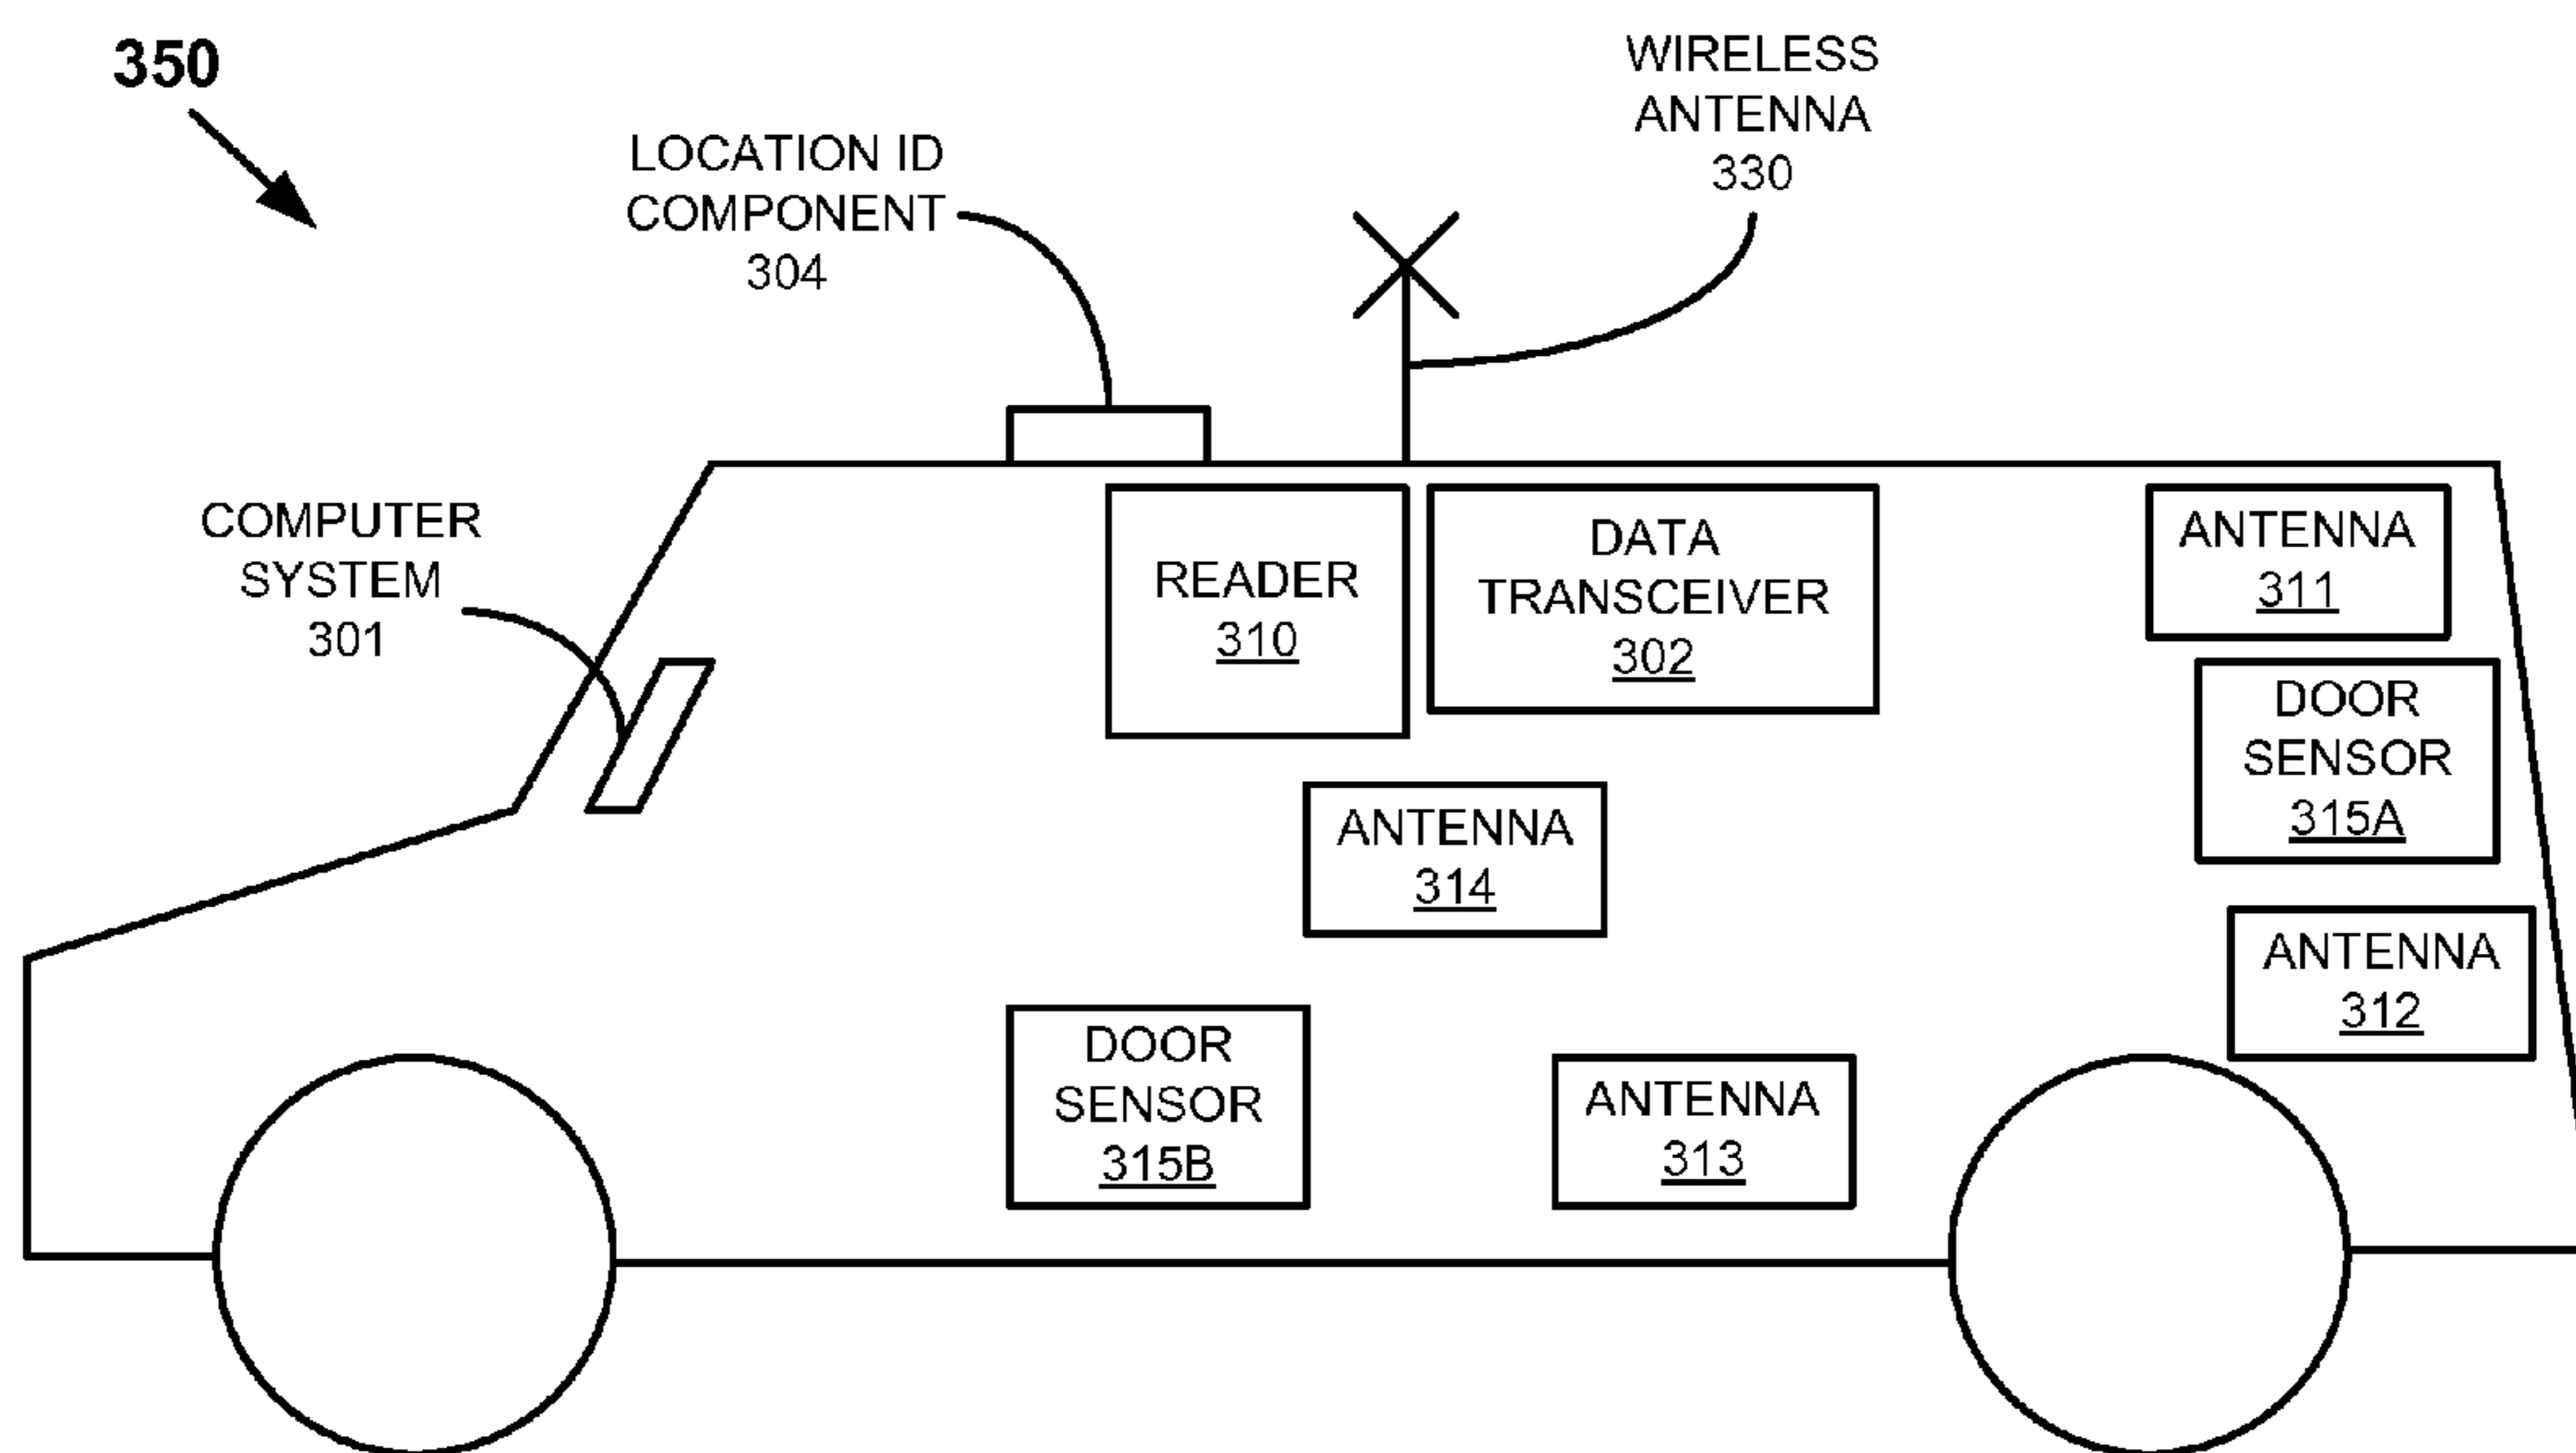 350
WIRELESS
ANTENNA
330
LOCATION ID
COMPONENT
304
COMPUTER
SYSTEM
301
READER
310
DATA
TRANSCEIVER
302
ANTENNA
311
DOOR
SENSOR
315A
ANTENNA
314
ANTENNA
312
DOOR
SENSOR
315B
ANTENNA
313